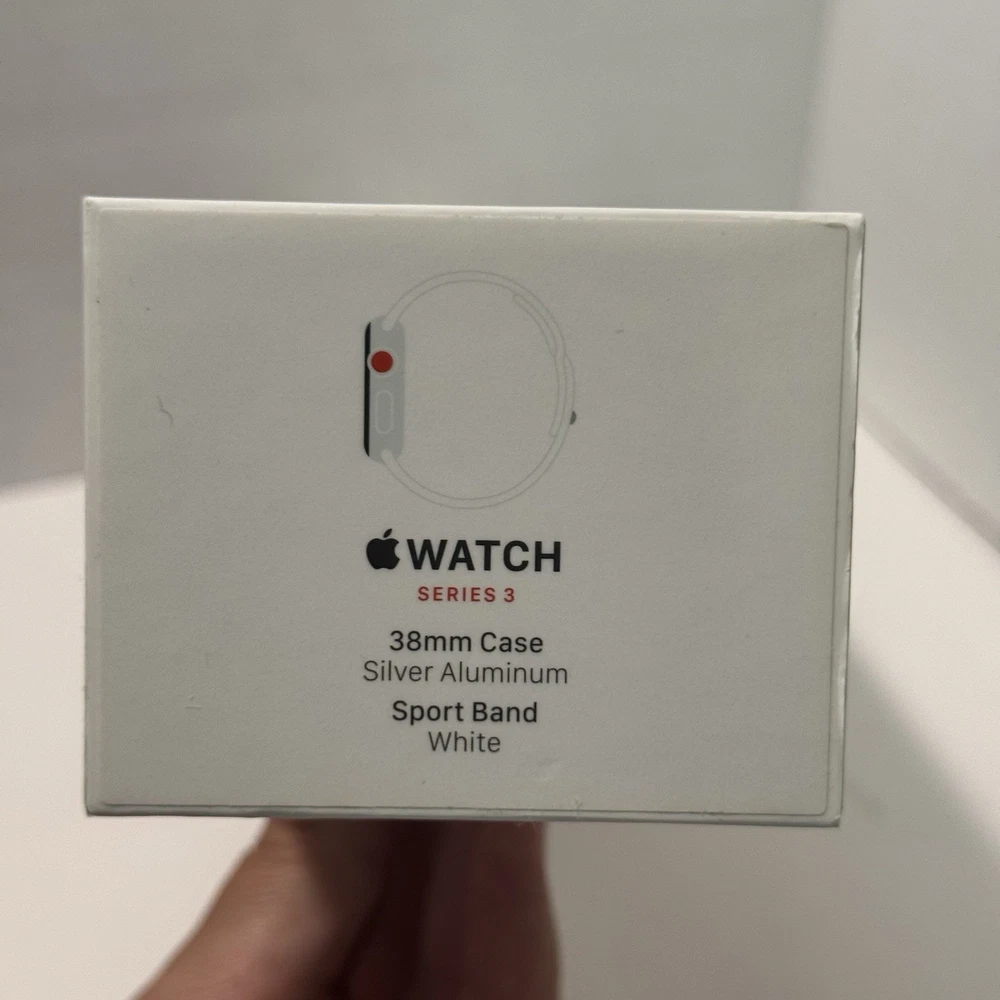 WATCH
SERIES 3
38mm Case
Silver Aluminum
Sport Band
White